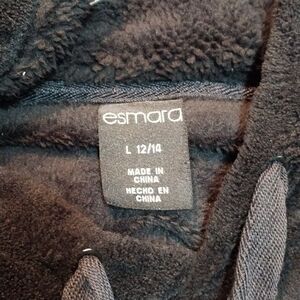 esmara
L 12/14
MADE IN
CHINA
HECHO EN
CHINA